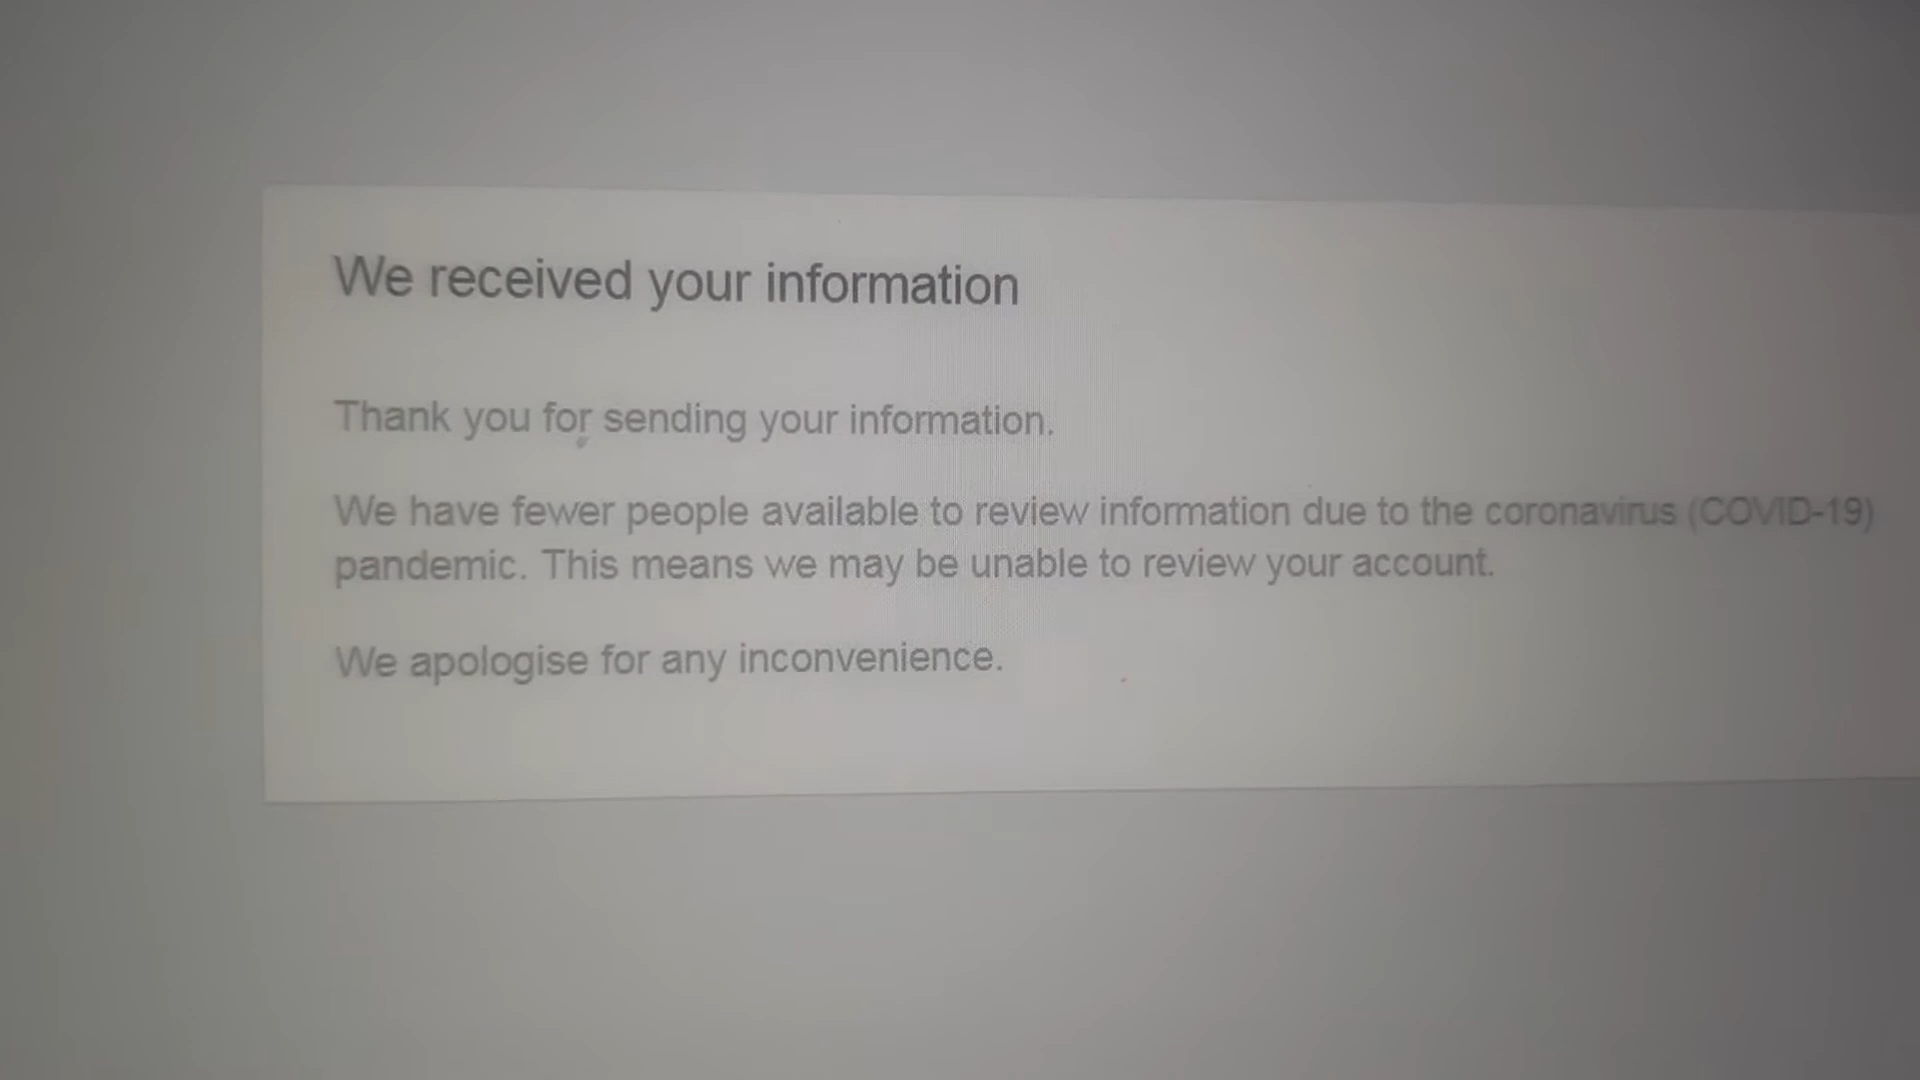 We received your information
Thank you for sending your information.
We have fewer people available to review information due to the coronavirus (COVID-19)
pandemic. This means we may be unable to review your account.
We apologise for any inconvenience.